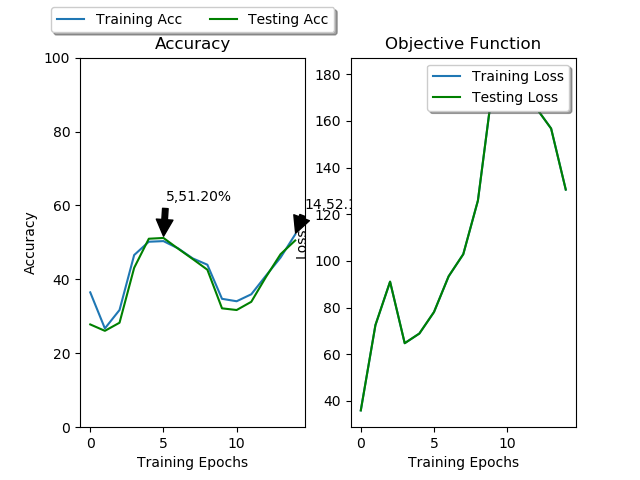 Training Acc
Testing Acc
Accuracy
Accuracy
100
80
60
40
20
0
0
5
10
Training Epochs
5,51.20%
Objective Function
Training Loss
Testing Loss
Loss
180
160
140
120
100
80
60
40
0
5
10
Training Epochs